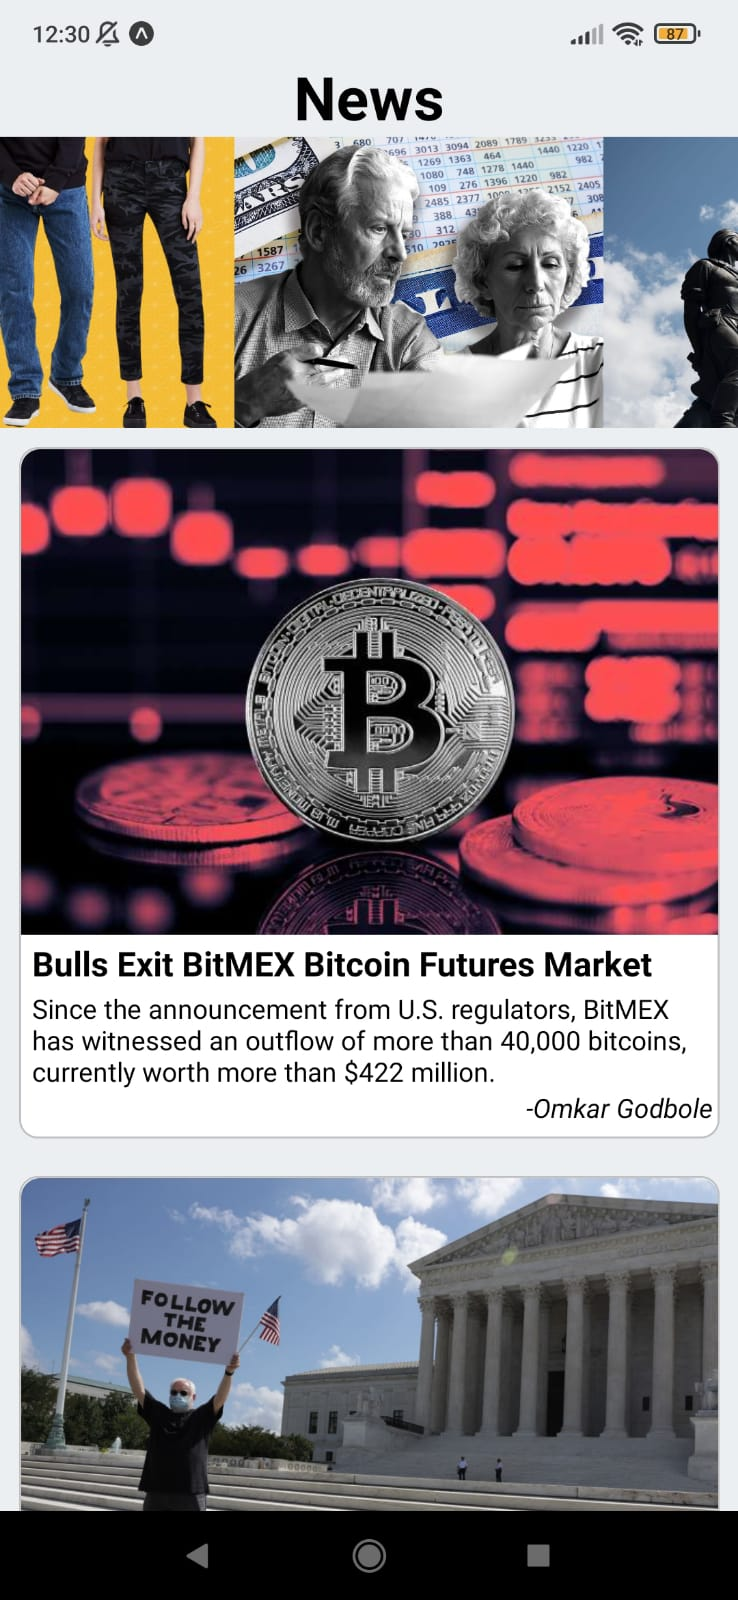 12:30
87
News
Bulls Exit BitMEX Bitcoin Futures Market
Since the announcement from U.S. regulators, BitMEX
has witnessed an outflow of more than 40,000 bitcoins,
currently worth more than $422 million.
-Omkar Godbole
FOLLOW
THE
MONEY